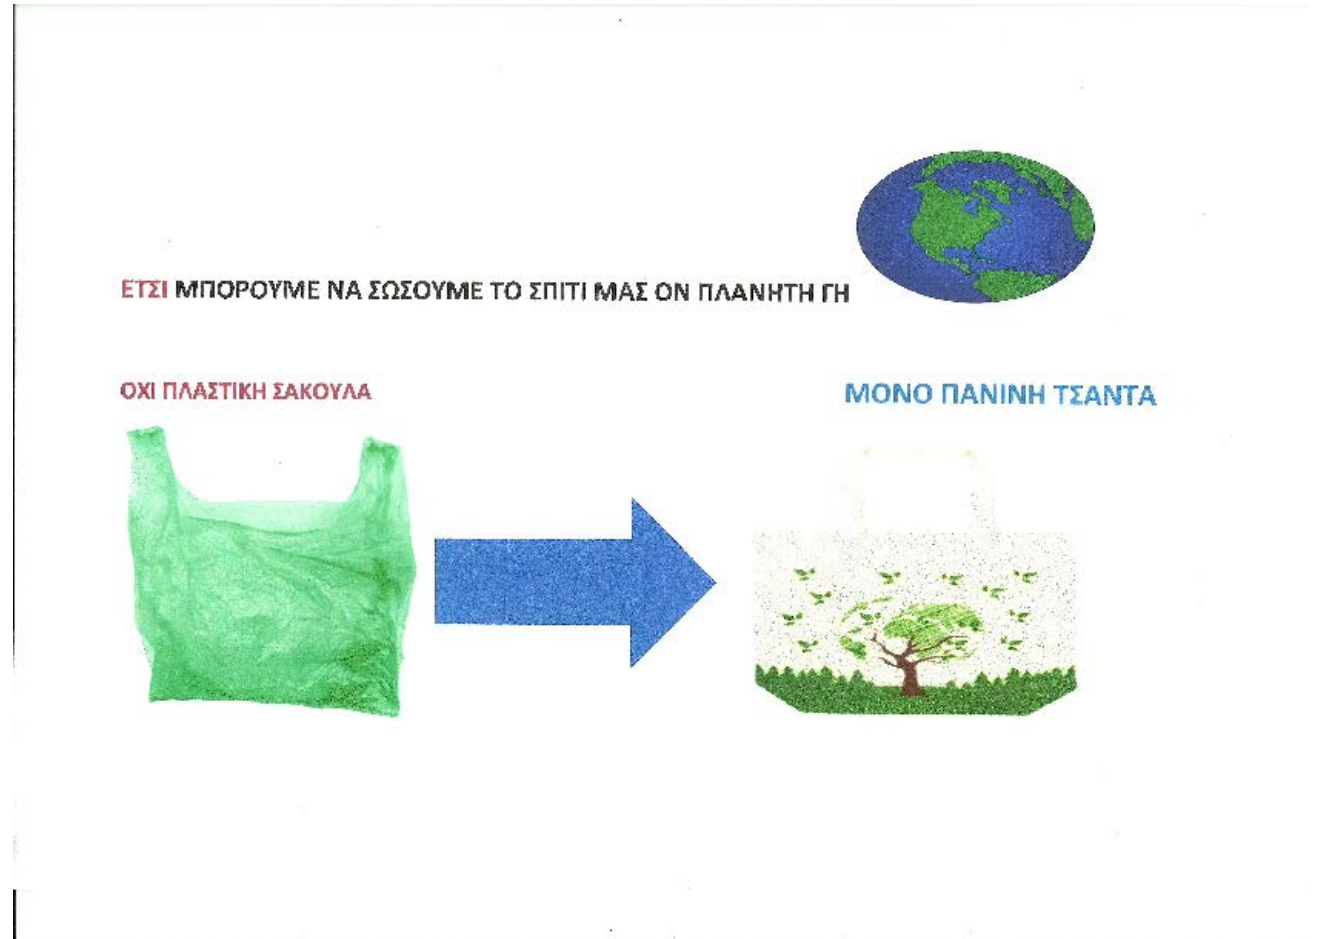 ΕΤΣΙ ΜΠΟΡΟΥΜΕ ΝΑ ΣΩΣΟΥΜΕ ΤΟ ΣΠΙΤΙ ΜΑΣ ΟΝ ΠΛΑΝΗΤΗ ΓΗ
ΟΧΙ ΠΛΑΣΤΙΚΗ ΣΑΚΟΥΛΑ
ΜΟΝΟ ΠΑΝΙΝΗ ΤΣΑΝΤΑ